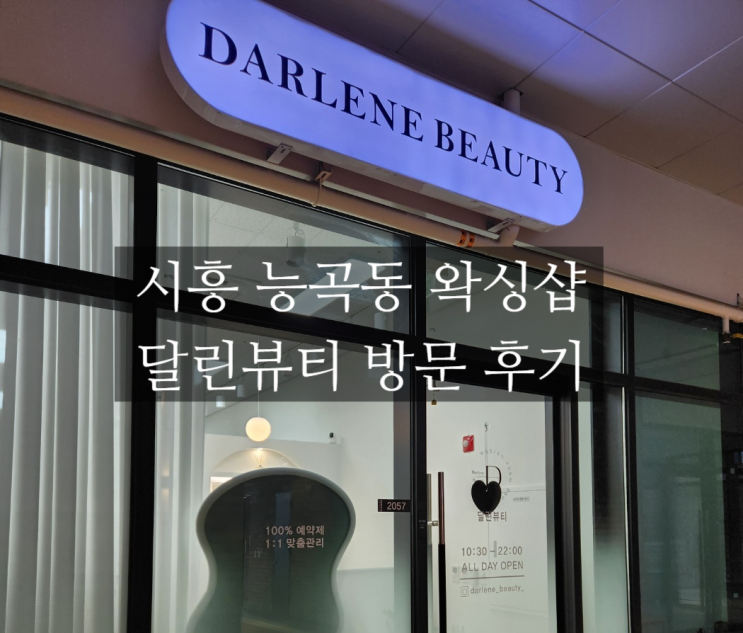 DARLENE BEAUTY
시흥 능곡동 왁싱샵
달린뷰티 방문 후기
2057
100% 예약제
1:1 맞춤관리
달린뷰티
10:30 - 22:00
ALL DAY OPEN
darlene_beauty_